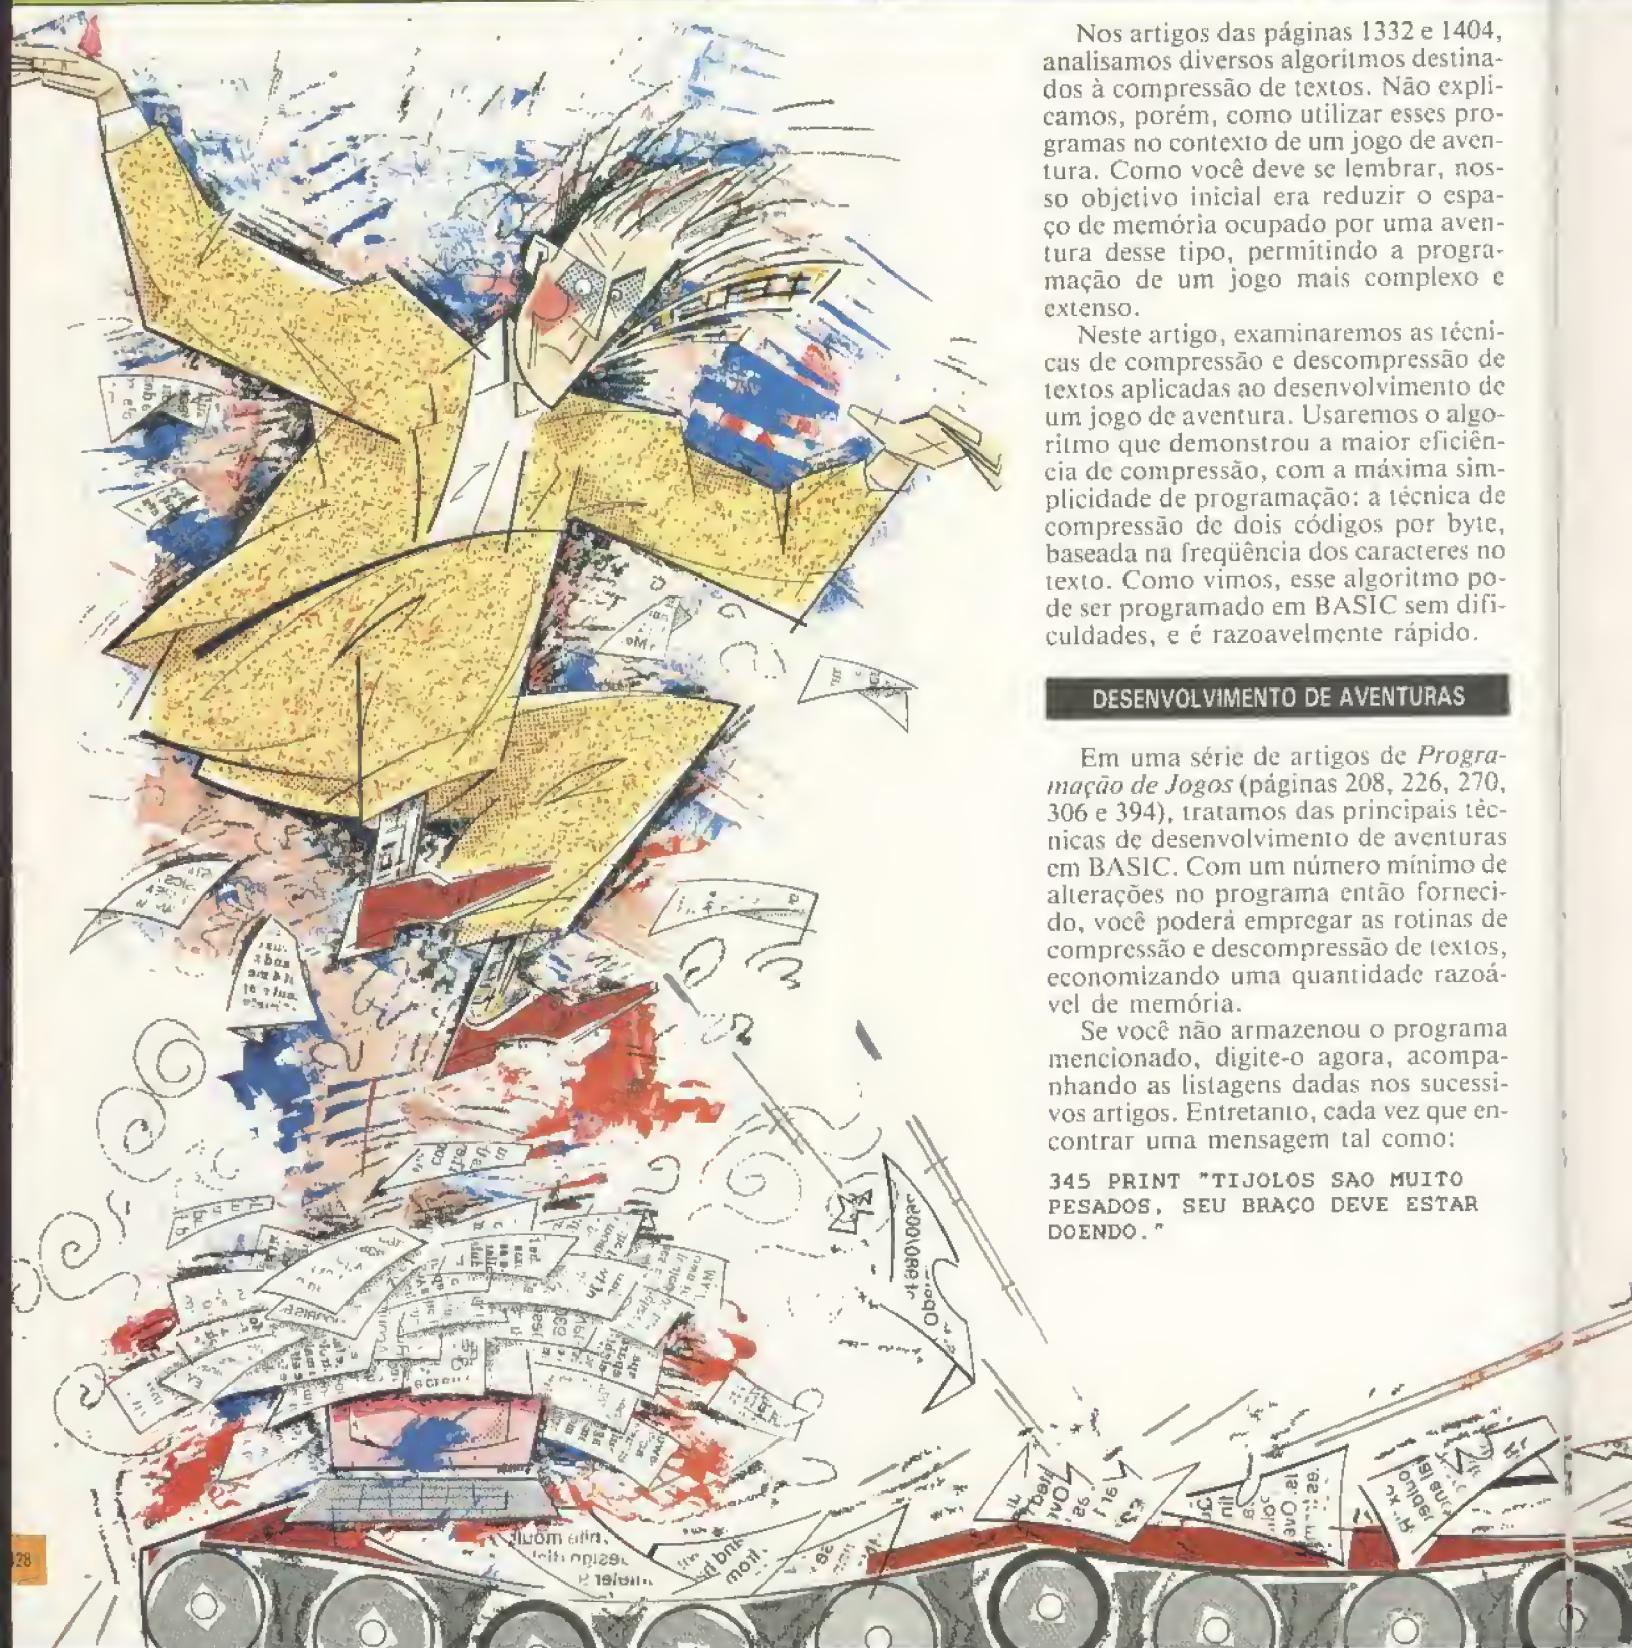 Nos artigos das páginas 1332 e 1404,
analisamos diversos algoritmos destina-
dos à compressão de textos. Não expli-
camos, porém, como utilizar esses pro-
gramas no contexto de um jogo de aven-
tura. Como você deve se lembrar, nos-
so objetivo inicial era reduzir o espa-
ço de memória ocupado por uma aven-
tura desse tipo, permitindo a progra-
mação de um jogo mais complexo e
extenso.
Neste artigo, examinaremos as técni-
cas de compressão e descompressão de
textos aplicadas ao desenvolvimento de
um jogo de aventura. Usaremos o algo-
ritmo que demonstrou a maior eficiên-
cia de compressão, com a máxima sim-
plicidade de programação: a técnica de
compressão de dois códigos por byte,
baseada na freqüência dos caracteres no
texto. Como vimos, esse algoritmo po-
de ser programado em BASIC sem difi-
culdades, e é razoavelmente rápido.
DESENVOLVIMENTO DE AVENTURAS
Em uma série de artigos de Progra-
mação de Jogos (páginas 208, 226, 270,
306 e 394), tratamos das principais téc-
nicas de desenvolvimento de aventuras
em BASIC. Com um número mínimo de
alterações no programa então forneci-
do, você poderá empregar as rotinas de
compressão e descompressão de textos,
economizando uma quantidade razoá-
vel de memória.
Se você não armazenou o programa
mencionado, digite-o agora, acompa-
nhando as listagens dadas nos sucessi-
vos artigos. Entretanto, cada vez que en-
contrar uma mensagem tal como:
345 PRINT "TIJOLOS SAO MUITO
PESADOS, SEU BRAÇO DEVE ESTAR
DOENDO."
28